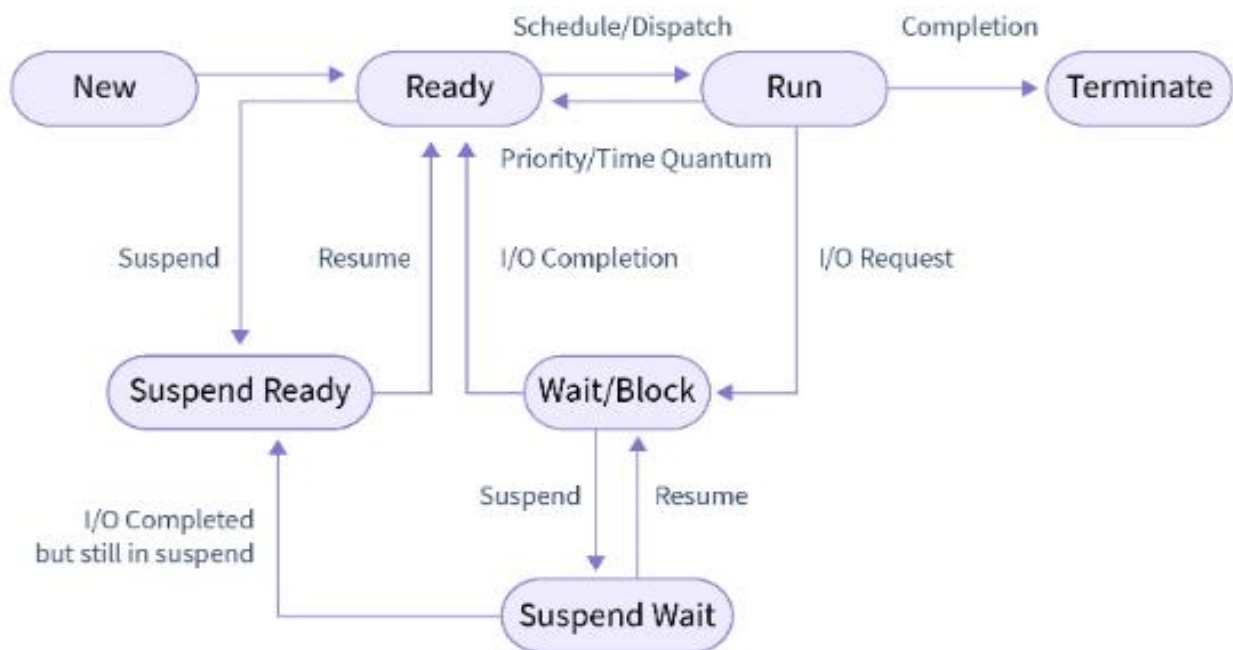 Schedule/Dispatch
Completion
New
Ready
Run
Terminate
Priority/Time Quantum
Suspend
Resume
I/O Completion
I/O Request
Suspend Ready
Wait/Block
Suspend
Resume
I/O Completed
but still in suspend
Suspend Wait